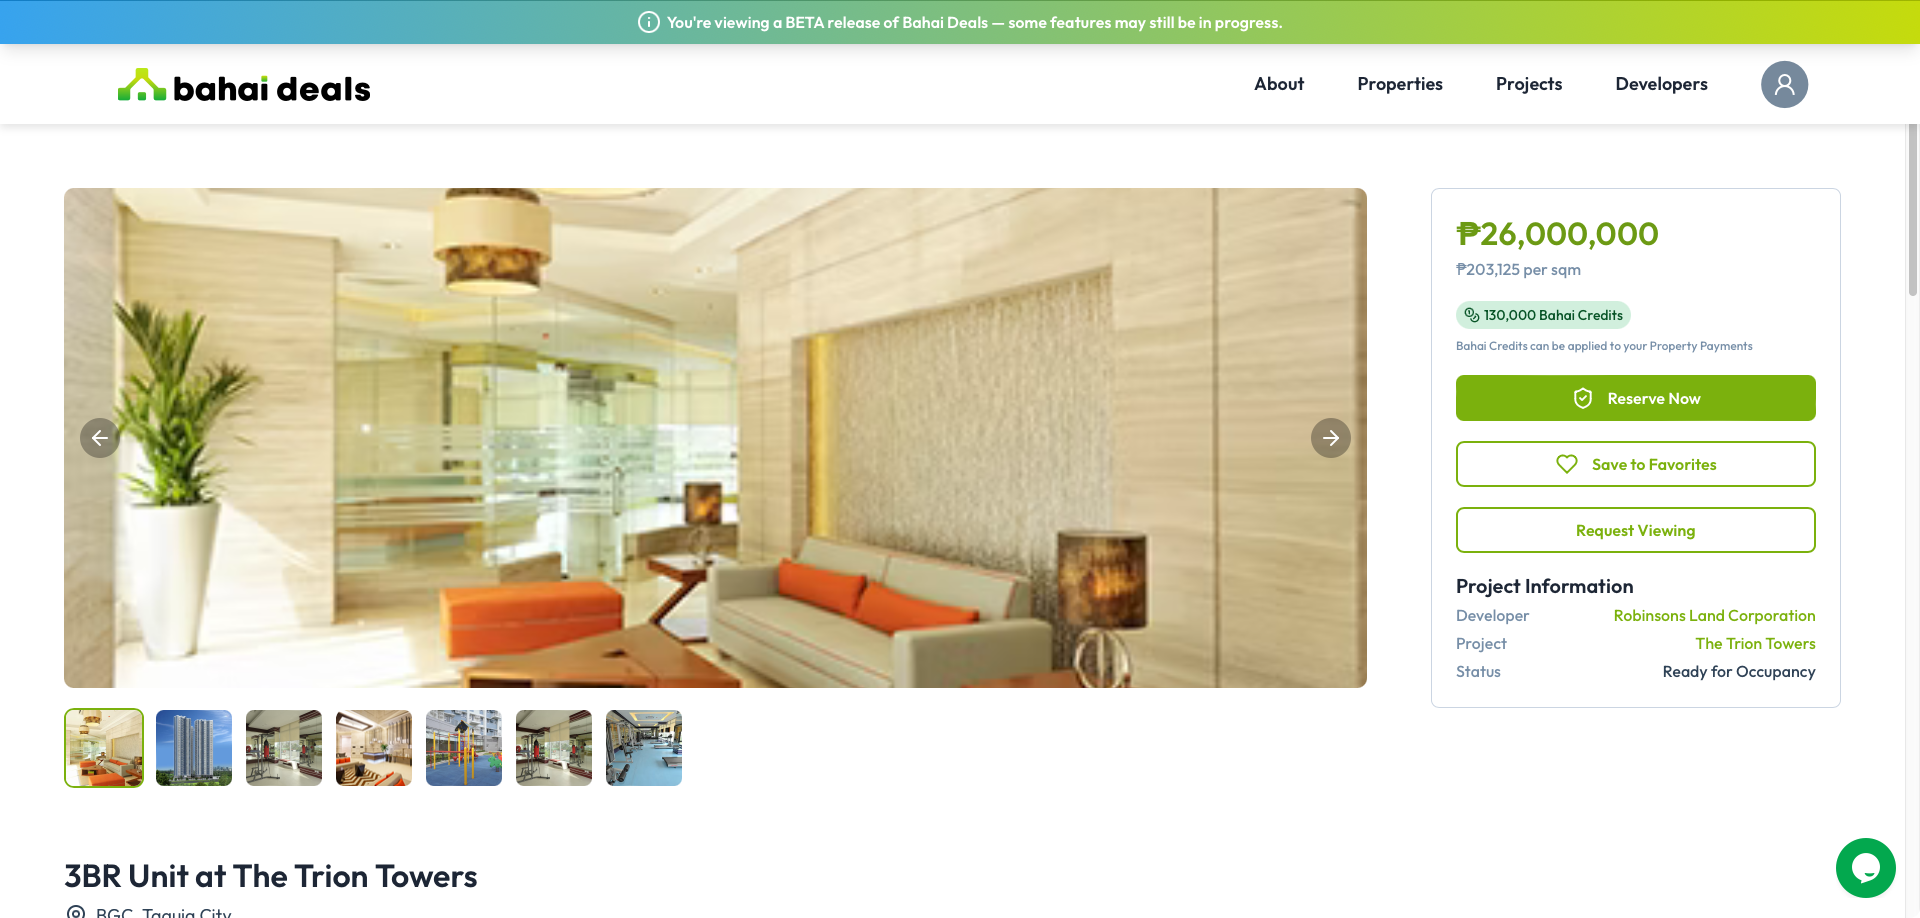 You're viewing a BETA release of Bahai Deals — some features may still be in progress.
bahai deals
About
Properties
Projects
Developers
₱26,000,000
₱203,125 per sqm
130,000 Bahai Credits
Bahai Credits can be applied to your Property Payments
Reserve Now
Save to Favorites
Request Viewing
Project Information
Developer Robinsons Land Corporation
Project The Trion Towers
Status Ready for Occupancy
3BR Unit at The Trion Towers
BGC, Taguig City